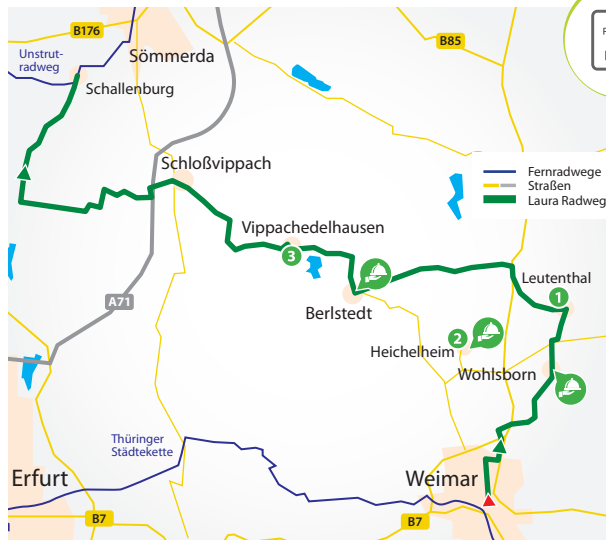 B176
Unstrut-
radweg
Sömmerda
B85
Schallenburg
Schloßvippach
Fernradwege
Straßen
Laura Radweg
Vippachedelhausen
3
Leutenthal
1
A71
Berlstedt
2
Heichelheim
Wohlsborn
Thüringer
Städtekette
Erfurt
Weimar
B7
B7